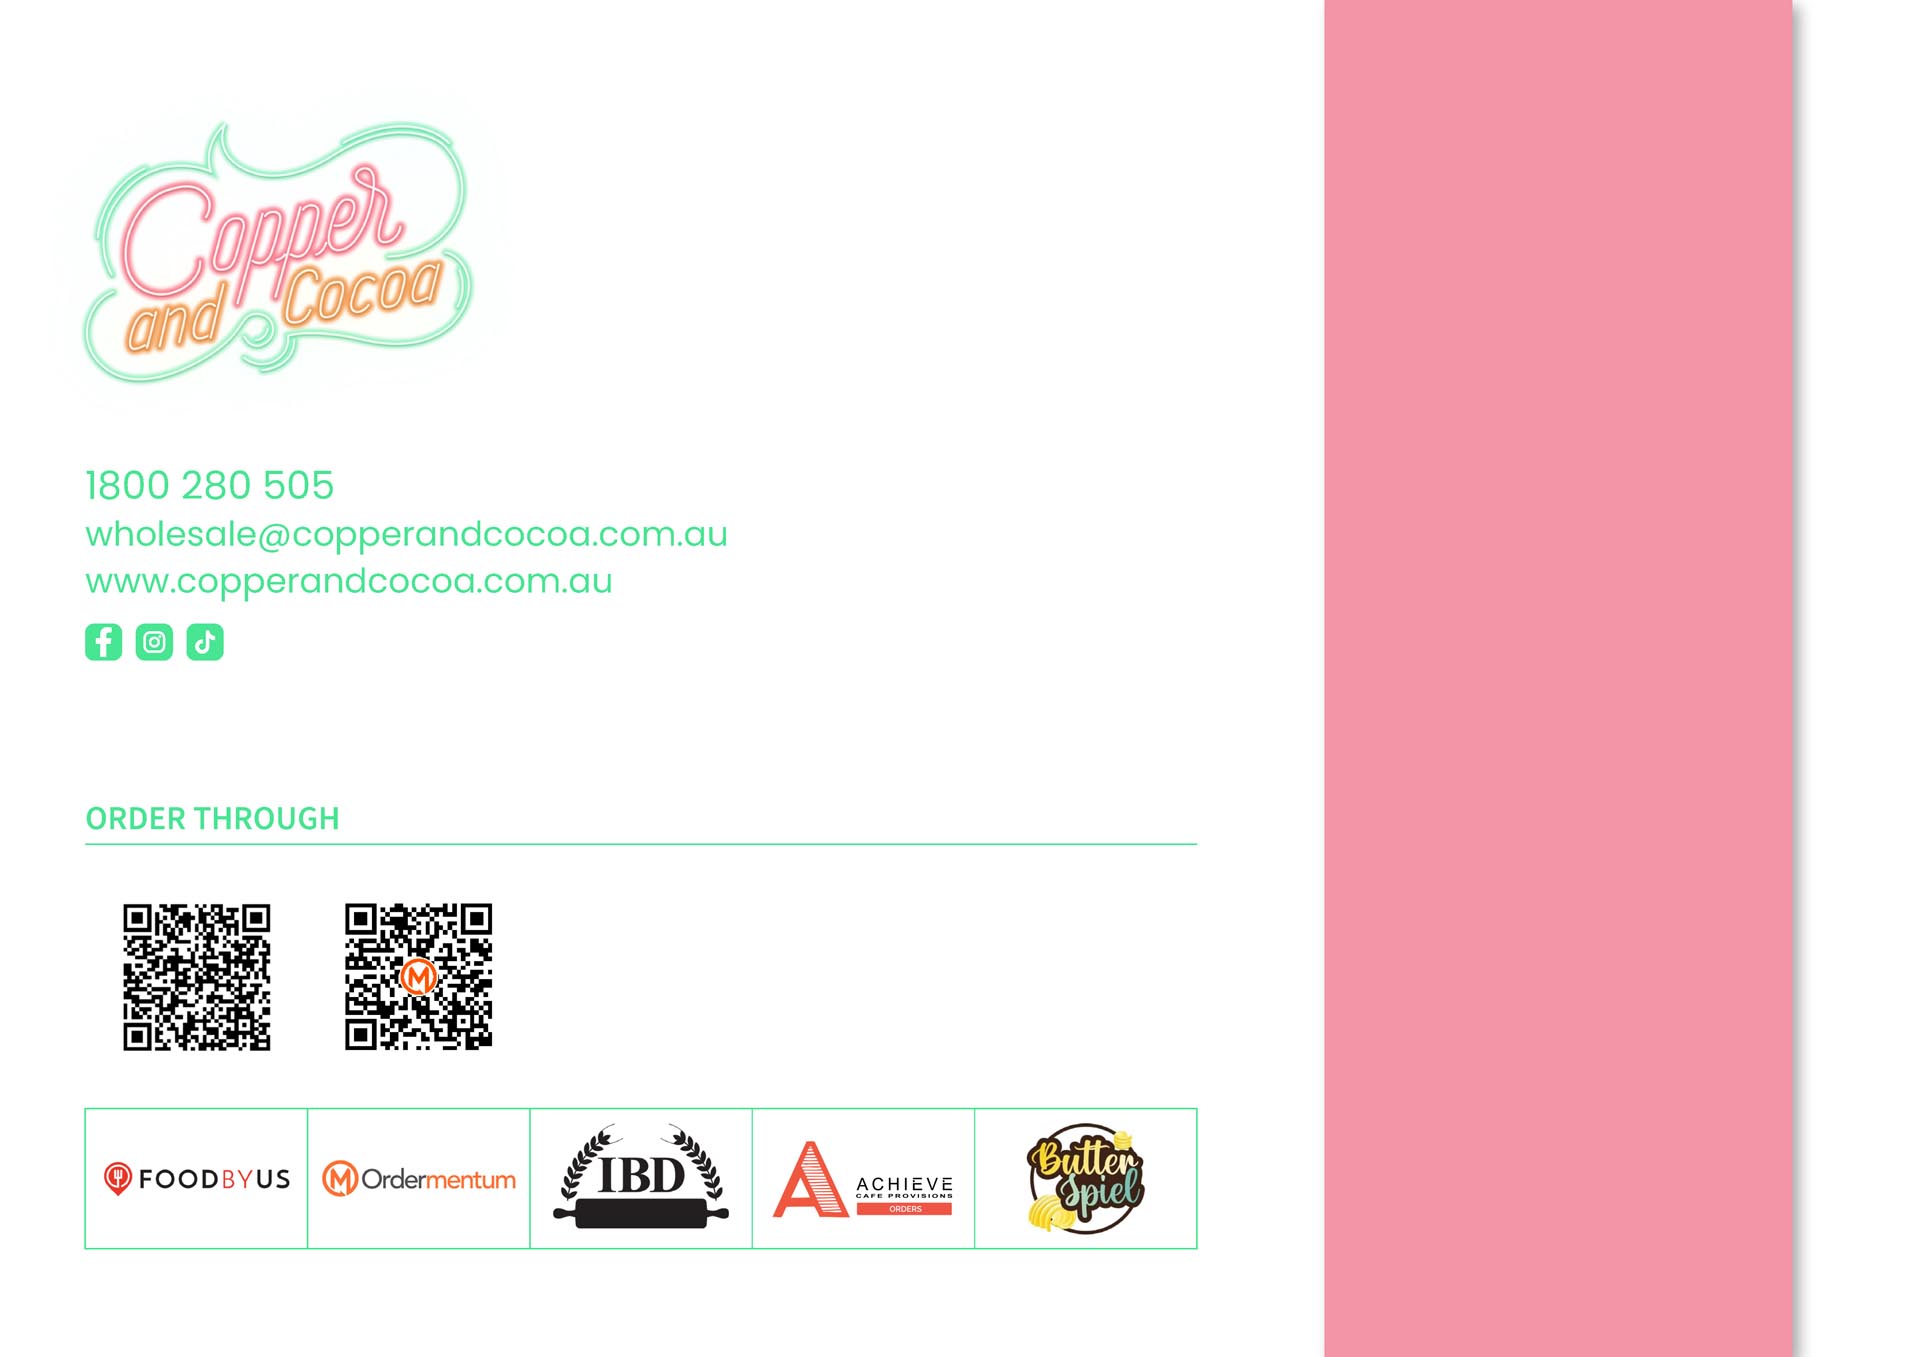 Copper
and Cocoa
1800 280 505
wholesale@copperandcocoa.com.au
www.copperandcocoa.com.au
ORDER THROUGH
FOODBYUS
Ordermentum
IBD
ACHIEVE
CAFE PROVISIONS
ORDERS
Butter
Spiel